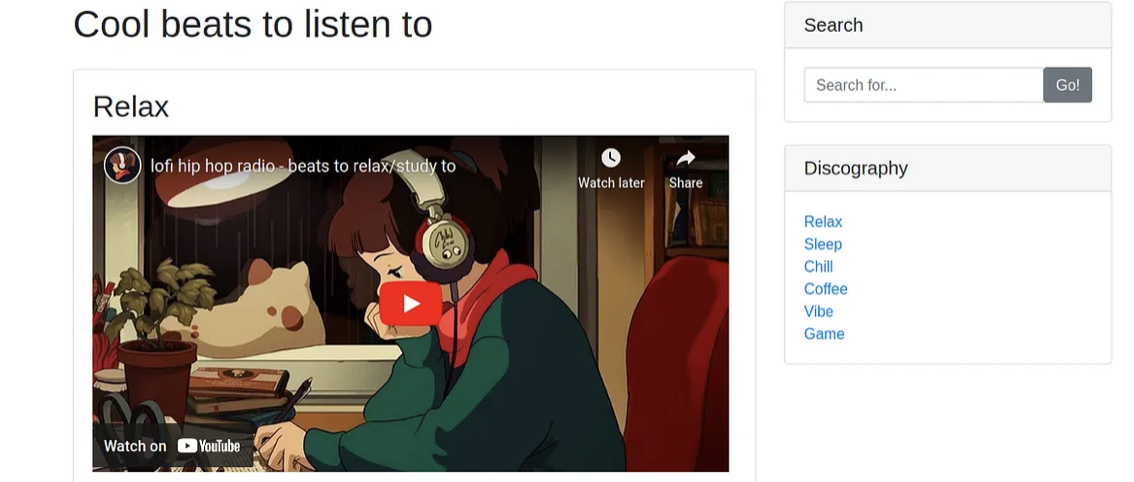 Cool beats to listen to
Relax
lofi hip hop radio - beats to relax/study to
Watch later
Share
Watch on YouTube
Search
Search for...
Go!
Discography
Relax
Sleep
Chill
Coffee
Vibe
Game